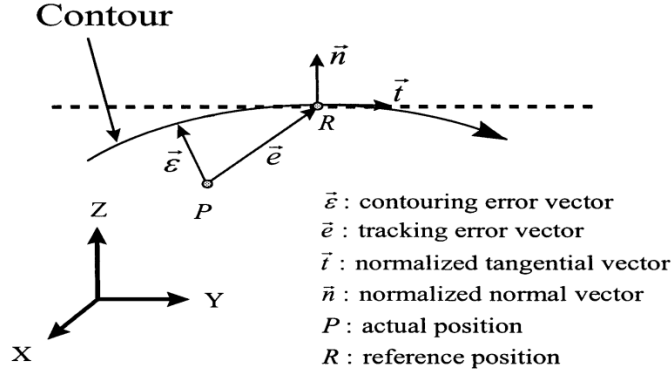 Contour
n⃗
t⃗
R
ε⃗
e⃗
P
Z
Y
X
ε⃗ : contouring error vector
e⃗ : tracking error vector
t⃗ : normalized tangential vector
n⃗ : normalized normal vector
P : actual position
R : reference position